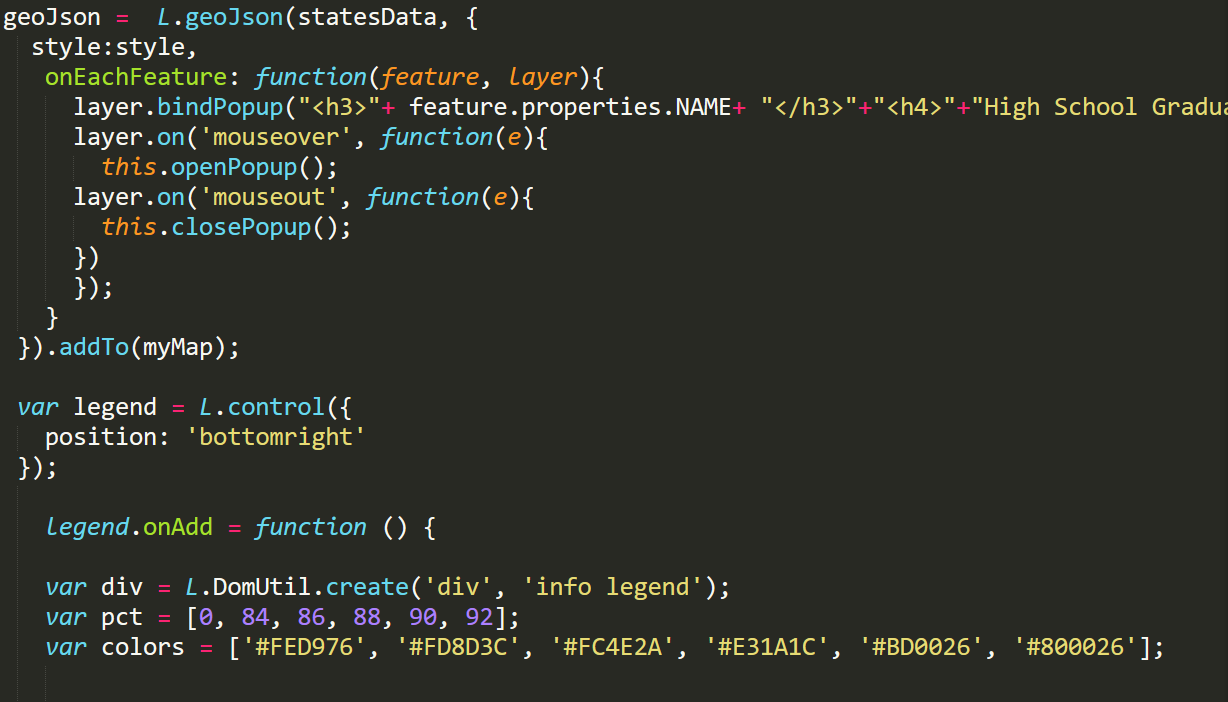 geoJson =  L.geoJson(statesData, {
style:style,
onEachFeature: function(feature, layer){
layer.bindPopup("<h3>"+ feature.properties.NAME+ "</h3>"+"<h4>"+"High School Gradua
layer.on('mouseover', function(e){
this.openPopup();
layer.on('mouseout', function(e){
this.closePopup();
})
});
}
}).addTo(myMap);
var legend = L.control({
position: 'bottomright'
});
legend.onAdd = function () {
var div = L.DomUtil.create('div', 'info legend');
var pct = [0, 84, 86, 88, 90, 92];
var colors = ['#FED976', '#FD8D3C', '#FC4E2A', '#E31A1C', '#BD0026', '#800026'];